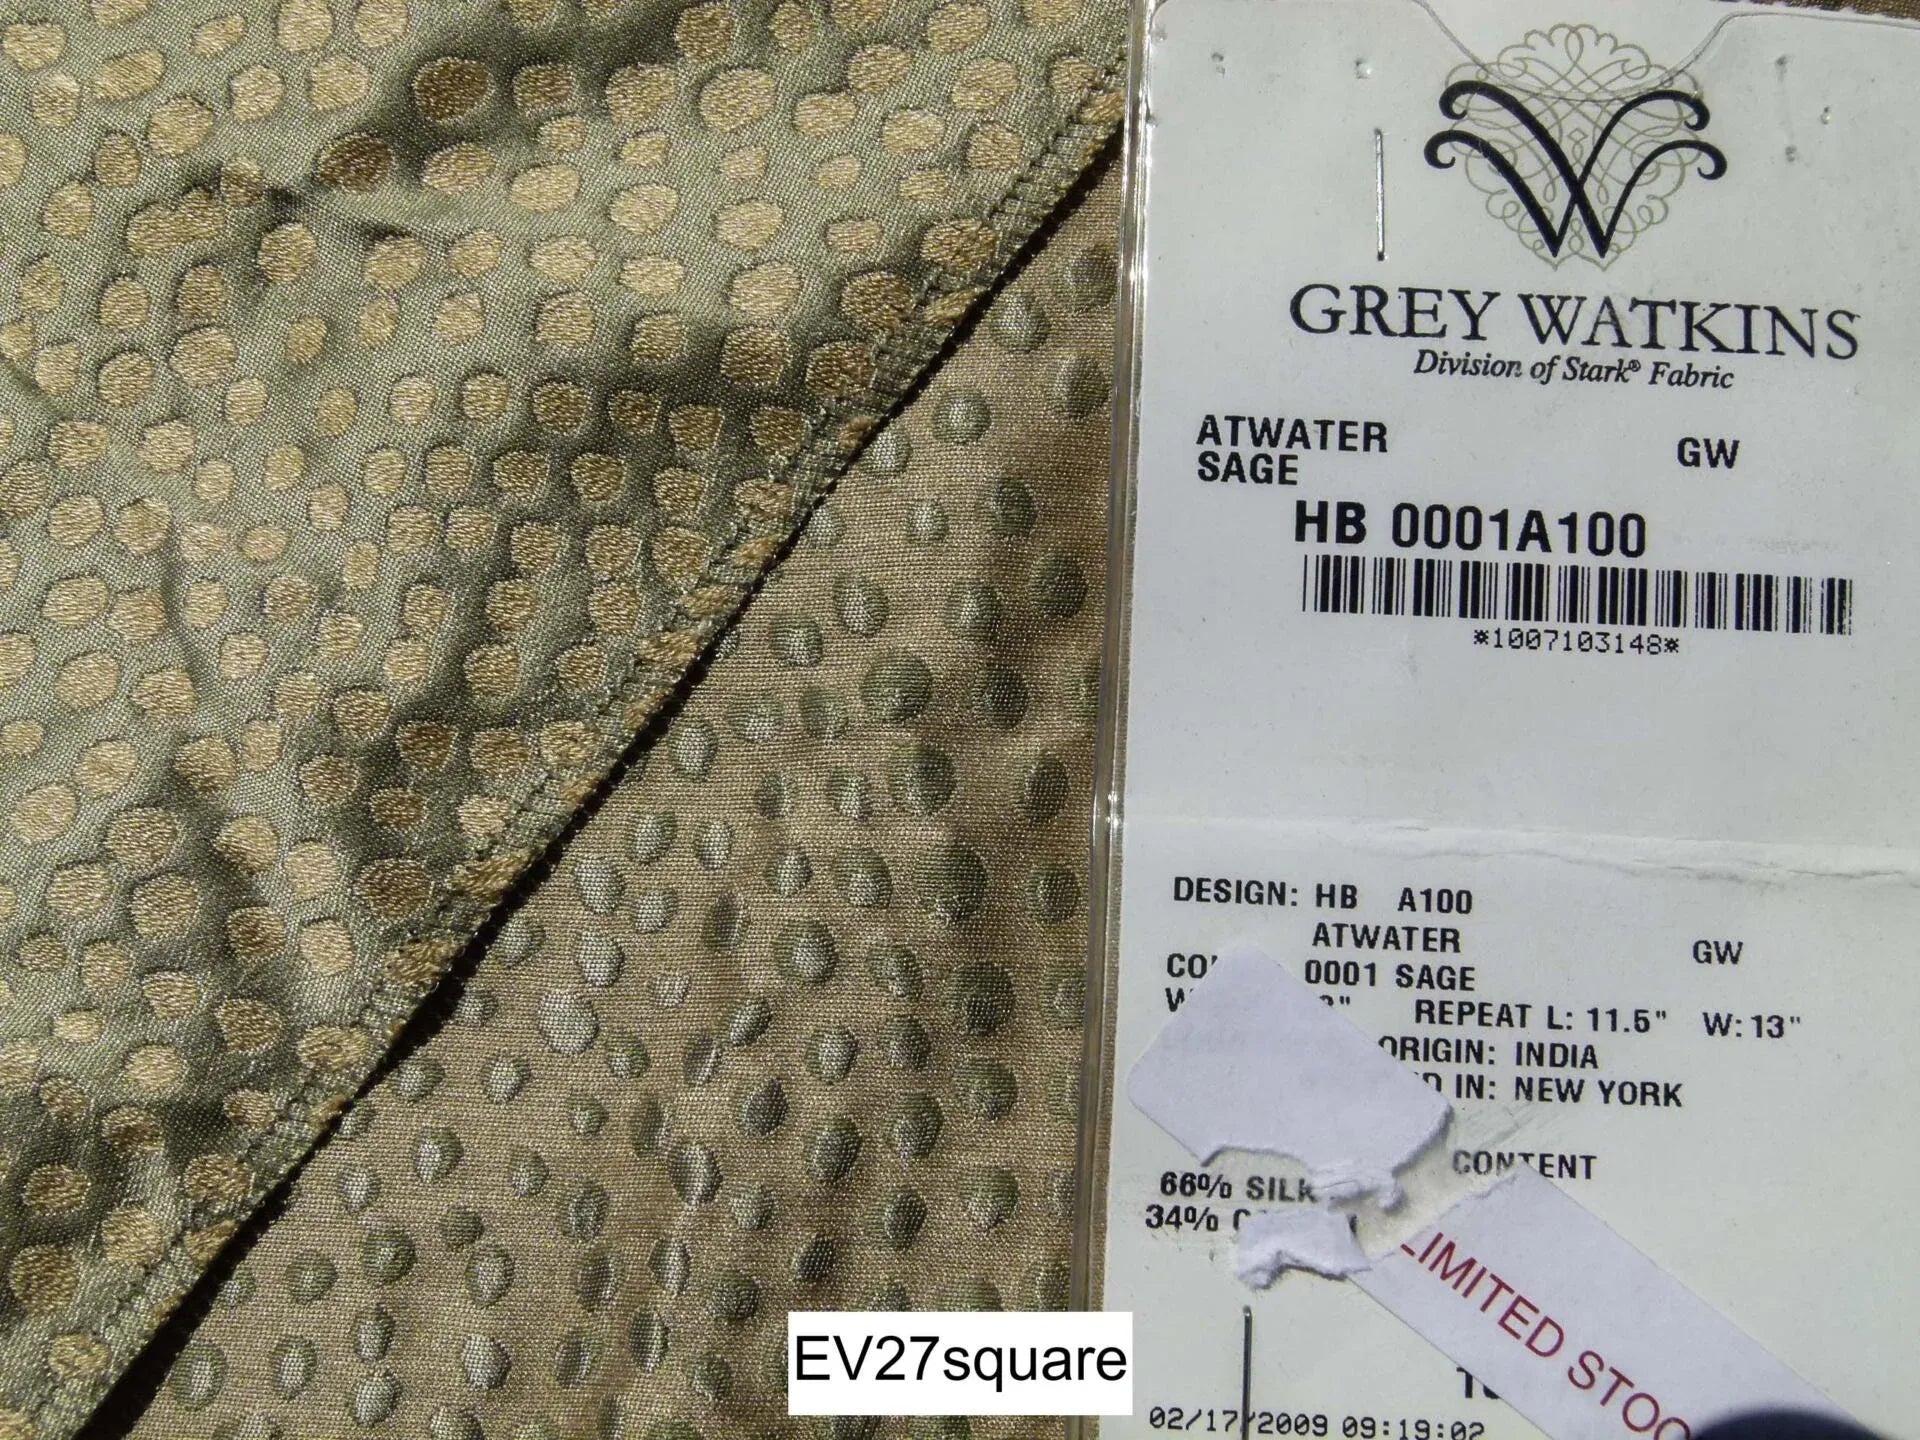 GREY WATKINS
Division of Stark® Fabric
ATWATER GW
SAGE
HB 0001A100
*1007103148*
DESIGN: HB A100
ATWATER GW
0001 SAGE
REPEAT L: 11.5" W: 13"
ORIGIN: INDIA
IN: NEW YORK
CONTENT
66% SILK
34%
LIMITED
EV27square
02/17/2009 09:19:02